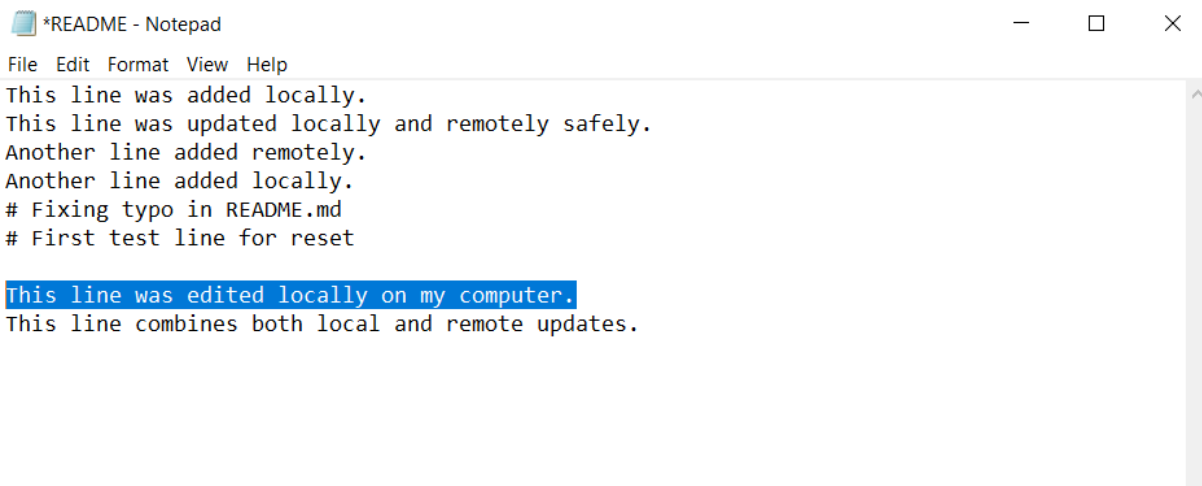 *README - Notepad
File Edit Format View Help
This line was added locally.
This line was updated locally and remotely safely.
Another line added remotely.
Another line added locally.
# Fixing typo in README.md
# First test line for reset

This line was edited locally on my computer.
This line combines both local and remote updates.